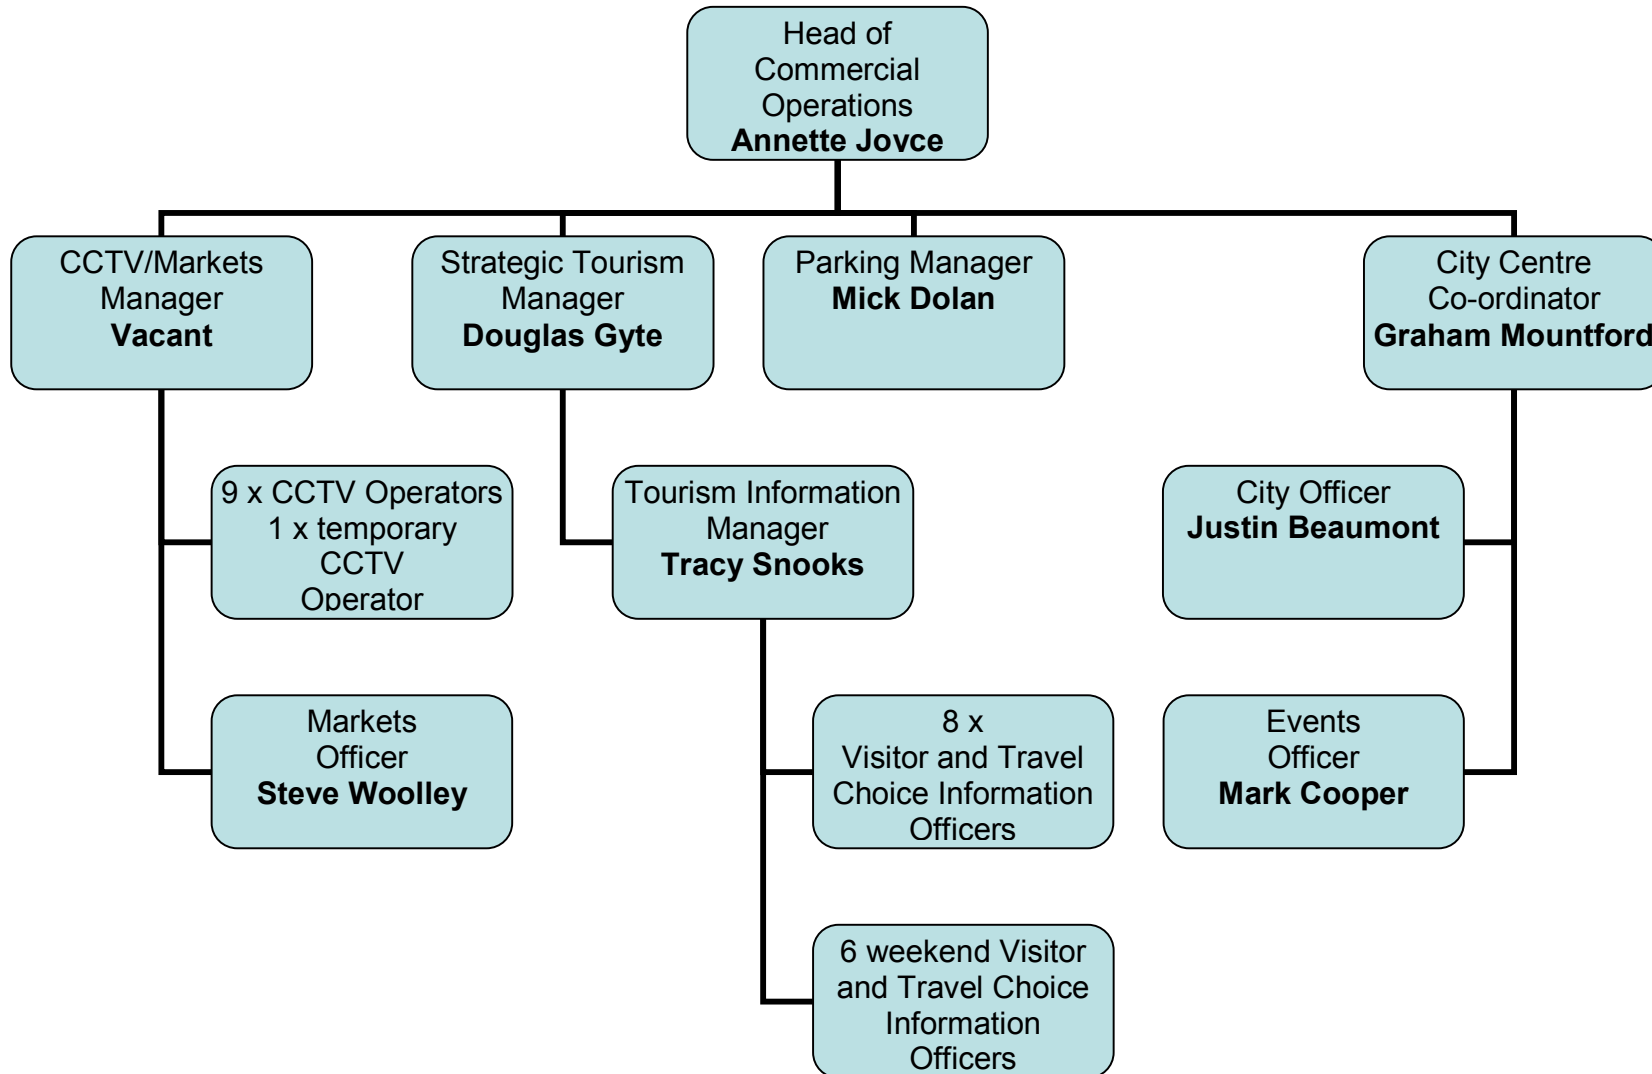 Head of
Commercial
Operations
Annette Joyce
CCTV/Markets
Manager
Vacant
Strategic Tourism
Manager
Douglas Gyte
Parking Manager
Mick Dolan
City Centre
Co-ordinator
Graham Mountford
9 x CCTV Operators
1 x temporary
CCTV
Operator
Tourism Information
Manager
Tracy Snooks
City Officer
Justin Beaumont
Markets
Officer
Steve Woolley
8 x
Visitor and Travel
Choice Information
Officers
Events
Officer
Mark Cooper
6 weekend Visitor
and Travel Choice
Information
Officers